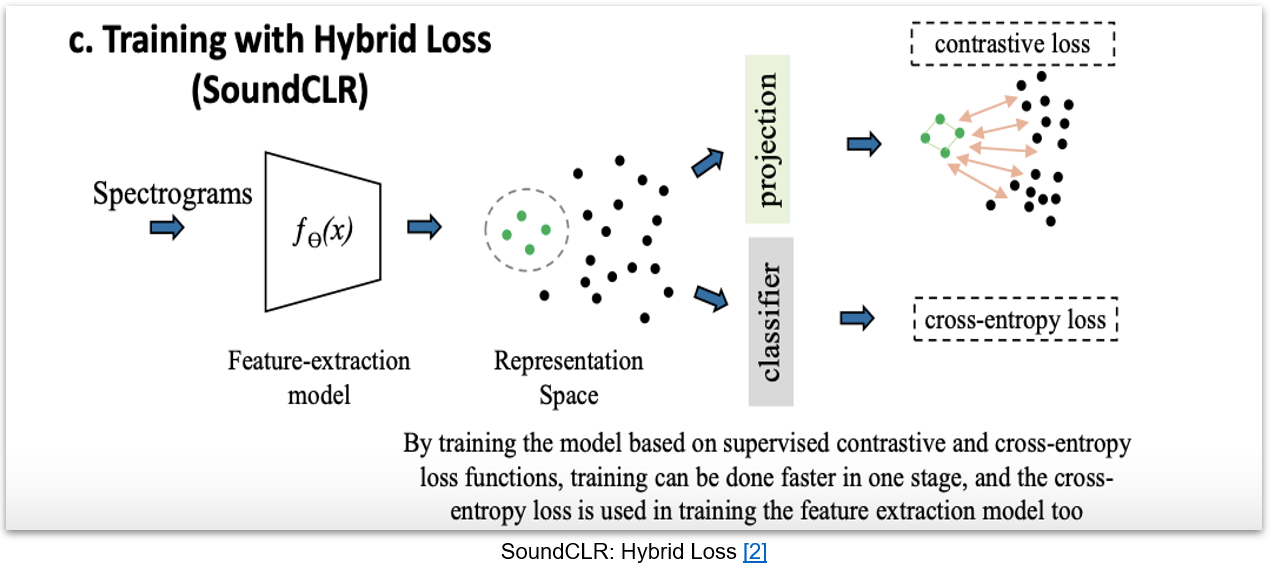 c. Training with Hybrid Loss
(SoundCLR)
contrastive loss
projection
Spectrograms
fΘ(x)
classifier
cross-entropy loss
Feature-extraction
model
Representation
Space
By training the model based on supervised contrastive and cross-entropy
loss functions, training can be done faster in one stage, and the cross-
entropy loss is used in training the feature extraction model too
SoundCLR: Hybrid Loss [2]